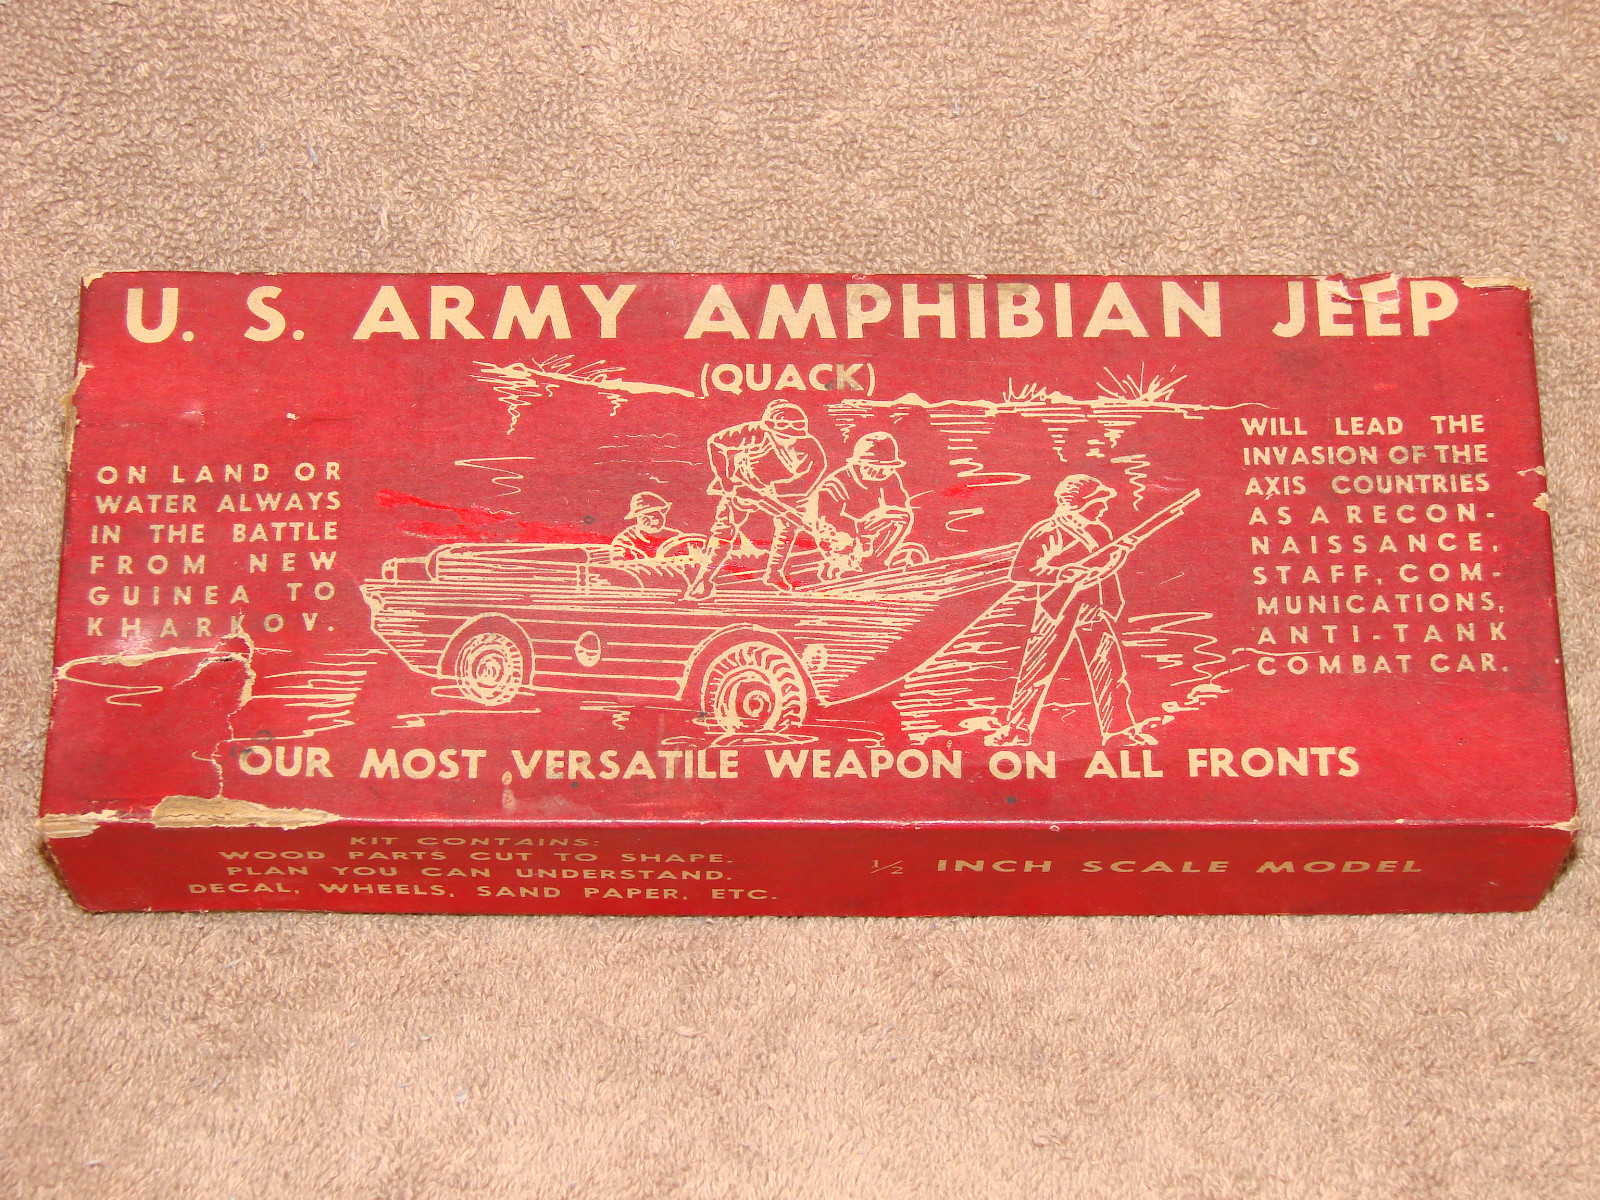 U. S. ARMY AMPHIBIAN JEEP
(QUACK)
ON LAND OR
WATER ALWAYS
IN THE BATTLE
FROM NEW
GUINEA TO
KHARKOV.
WILL LEAD THE
INVASION OF THE
AXIS COUNTRIES
AS A RECON-
NAISSANCE,
STAFF, COM-
MUNICATIONS,
ANTI-TANK
COMBAT CAR.
OUR MOST VERSATILE WEAPON ON ALL FRONTS
KIT CONTAINS:
WOOD PARTS CUT TO SHAPE.
PLAN YOU CAN UNDERSTAND.
DECAL, WHEELS, SAND PAPER, ETC.
1/2 INCH SCALE MODEL